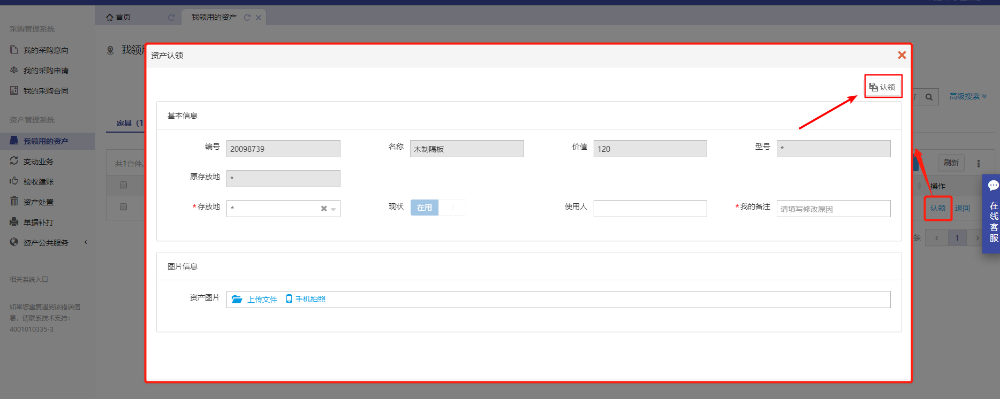 首页
我领用的资产
采购管理系统
我的采购意向
我的采购申请
我的采购合同
资产管理系统
我领用的资产
变动业务
验收建账
资产处置
单据补打
资产公共服务
相关系统入口
如果您重复遇到该错误信
息，请联系技术支持：
4001010335-3
我领用
高级搜索
家具（1
共1台件,
刷新
操作
认领 退回
条 1
在线客服
资产认领
认领
基本信息
编号 20098739 名称 木制隔板 价值 120 型号 *
原存放地 *
*存放地 * 现状 在用 使用人 *我的备注 请填写修改原因
图片信息
资产图片 上传文件 手机拍照